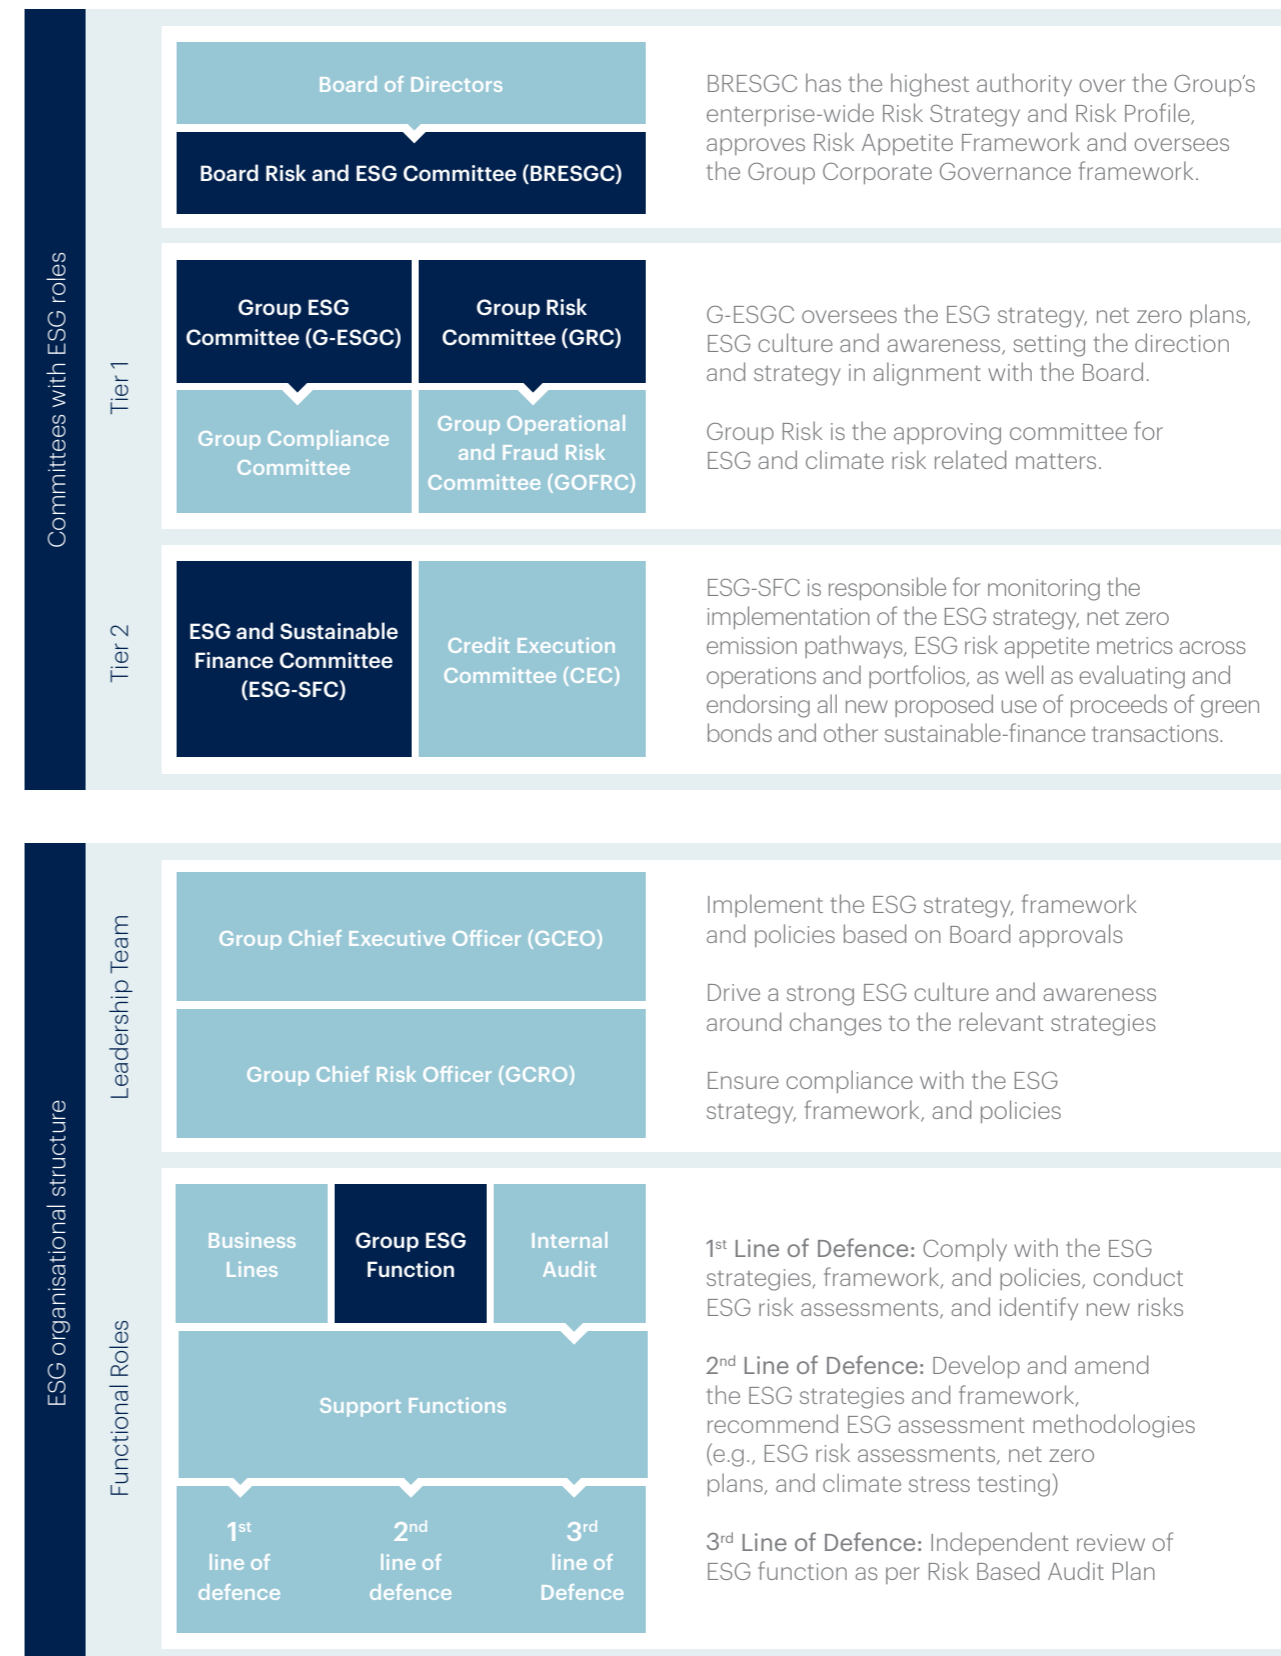 Committees with ESG roles
Board of Directors
Board Risk and ESG Committee (BRESGC)
BRESGC has the highest authority over the Group's
enterprise-wide Risk Strategy and Risk Profile,
approves Risk Appetite Framework and oversees
the Group Corporate Governance framework.
Tier 1
Group ESG
Committee (G-ESGC)
Group Risk
Committee (GRC)
Group Compliance
Committee
Group Operational
and Fraud Risk
Committee (GOFRC)
G-ESGC oversees the ESG strategy, net zero plans,
ESG culture and awareness, setting the direction
and strategy in alignment with the Board.
Group Risk is the approving committee for
ESG and climate risk related matters.
Tier 2
ESG and Sustainable
Finance Committee
(ESG-SFC)
Credit Execution
Committee (CEC)
ESG-SFC is responsible for monitoring the
implementation of the ESG strategy, net zero
emission pathways, ESG risk appetite metrics across
operations and portfolios, as well as evaluating and
endorsing all new proposed use of proceeds of green
bonds and other sustainable-finance transactions.
ESG organisational structure
Leadership Team
Group Chief Executive Officer (GCEO)
Group Chief Risk Officer (GCRO)
Implement the ESG strategy, framework
and policies based on Board approvals
Drive a strong ESG culture and awareness
around changes to the relevant strategies
Ensure compliance with the ESG
strategy, framework, and policies
Functional Roles
Business
Lines
Group ESG
Function
Internal
Audit
Support Functions
1st
line of
defence
2nd
line of
defence
3rd
line of
Defence
1st Line of Defence: Comply with the ESG
strategies, framework, and policies, conduct
ESG risk assessments, and identify new risks
2nd Line of Defence: Develop and amend
the ESG strategies and framework,
recommend ESG assessment methodologies
(e.g., ESG risk assessments, net zero
plans, and climate stress testing)
3rd Line of Defence: Independent review of
ESG function as per Risk Based Audit Plan